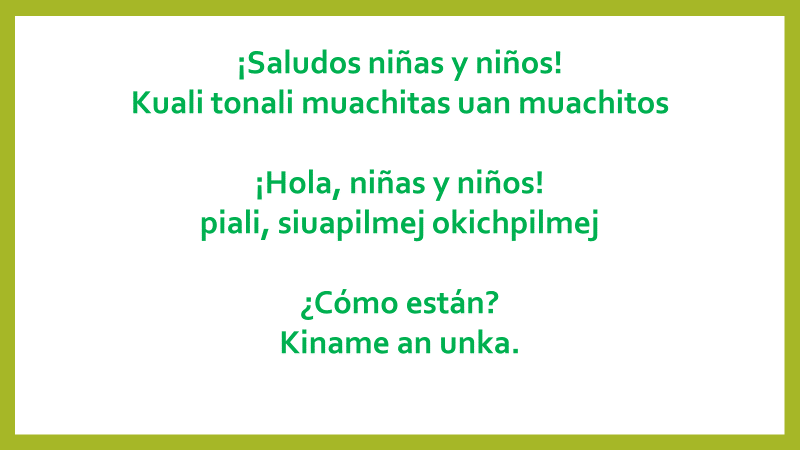 ¡Saludos niñas y niños!
Kuali tonali muachitas uan muachitos
¡Hola, niñas y niños!
piali, siuapilmej okichpilmej
¿Cómo están?
Kiname an unka.